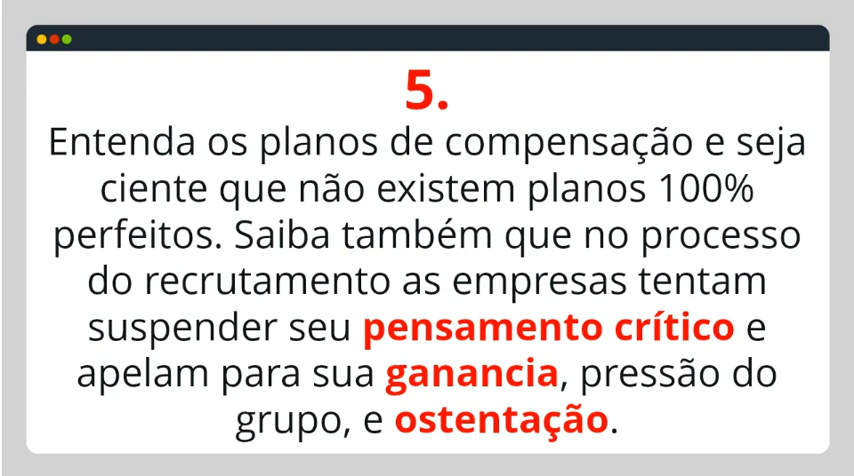 5.
Entenda os planos de compensação e seja
ciente que não existem planos 100%
perfeitos. Saiba também que no processo
do recrutamento as empresas tentam
suspender seu pensamento crítico e
apelam para sua ganancia, pressão do
grupo, e ostentação.